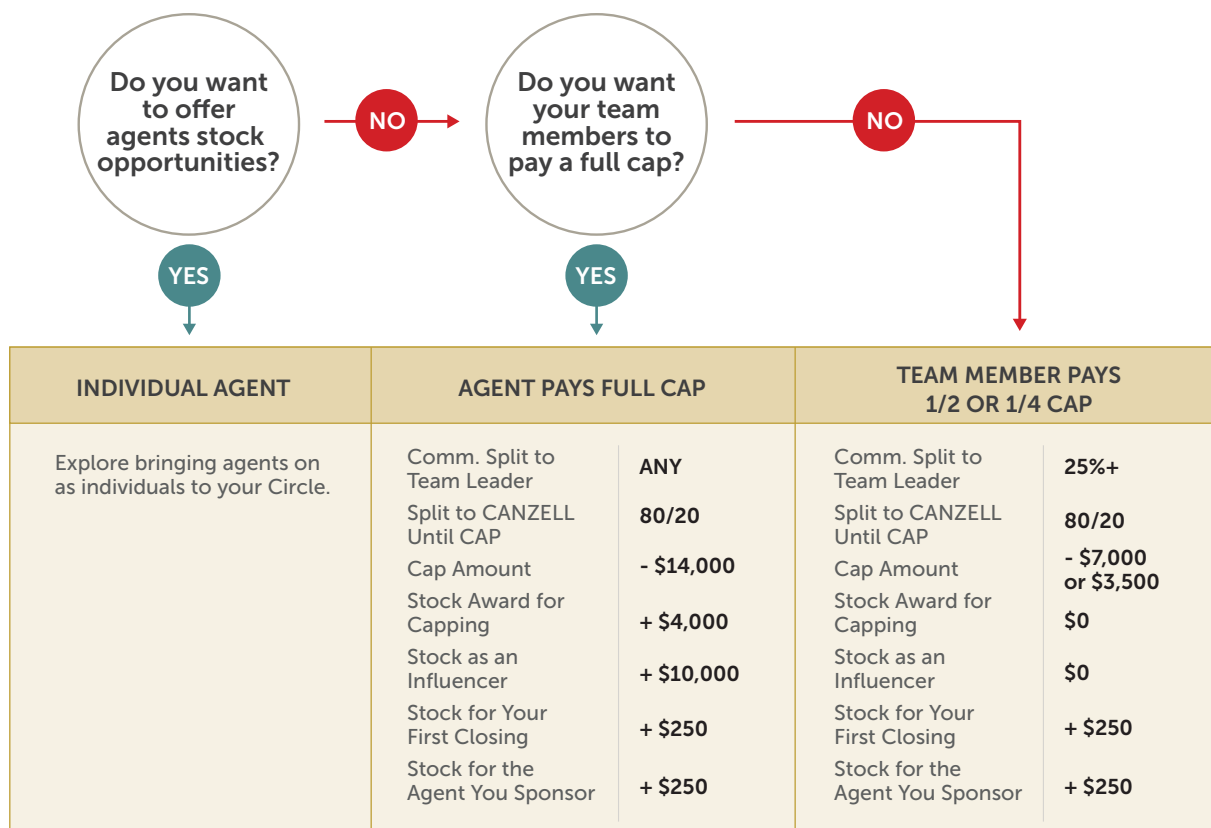 Do you want
to offer
agents stock
opportunities?
NO
Do you want
your team
members to
pay a full cap?
NO
YES
YES
INDIVIDUAL AGENT
Explore bringing agents on
as individuals to your Circle.
AGENT PAYS FULL CAP
Comm. Split to
Team Leader
ANY
Split to CANZELL
Until CAP
80/20
Cap Amount
- $14,000
Stock Award for
Capping
+ $4,000
Stock as an
Influencer
+ $10,000
Stock for Your
First Closing
+ $250
Stock for the
Agent You Sponsor
+ $250
TEAM MEMBER PAYS
1/2 OR 1/4 CAP
Comm. Split to
Team Leader
25%+
Split to CANZELL
Until CAP
80/20
Cap Amount
- $7,000
or $3,500
Stock Award for
Capping
$0
Stock as an
Influencer
$0
Stock for Your
First Closing
+ $250
Stock for the
Agent You Sponsor
+ $250